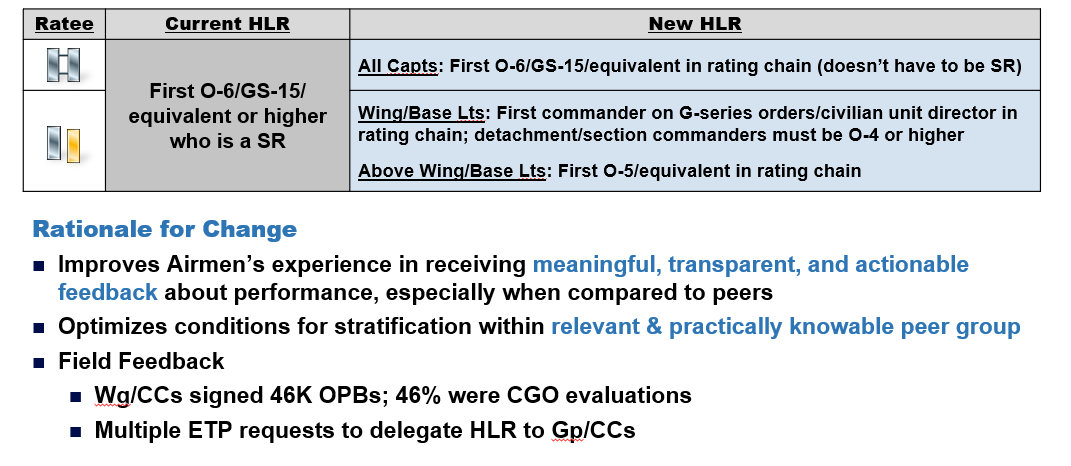 Ratee Current HLR New HLR
First O-6/GS-15/
equivalent or higher
who is a SR
All Capts: First O-6/GS-15/equivalent in rating chain (doesn’t have to be SR)
Wing/Base Lts: First commander on G-series orders/civilian unit director in
rating chain; detachment/section commanders must be O-4 or higher
Above Wing/Base Lts: First O-5/equivalent in rating chain
Rationale for Change
■ Improves Airmen’s experience in receiving meaningful, transparent, and actionable
feedback about performance, especially when compared to peers
■ Optimizes conditions for stratification within relevant & practically knowable peer group
■ Field Feedback
■ Wg/CCs signed 46K OPBs; 46% were CGO evaluations
■ Multiple ETP requests to delegate HLR to Gp/CCs